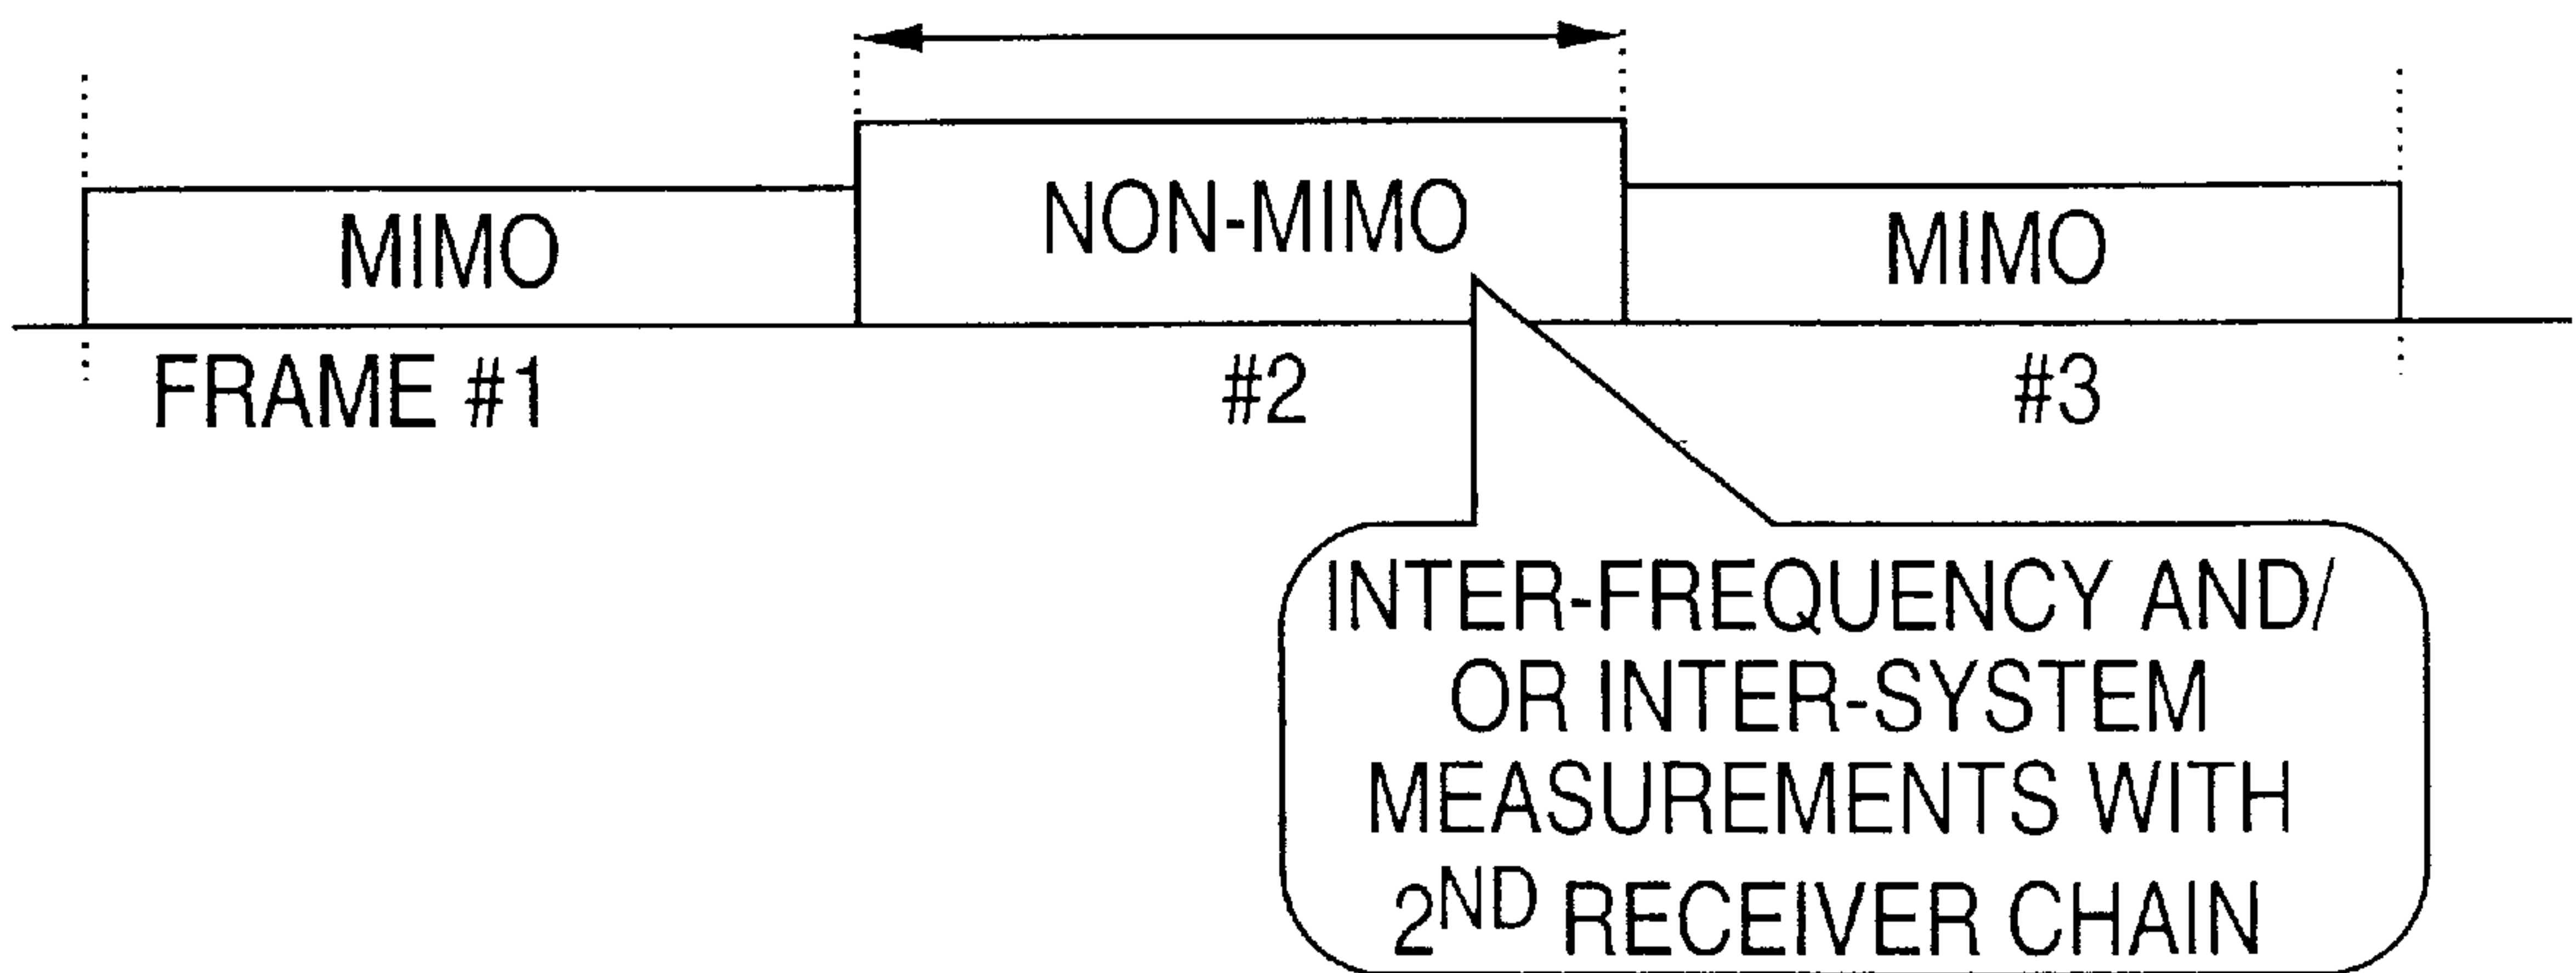 MIMO
NON-MIMO
MIMO
FRAME #1
#2
#3
INTER-FREQUENCY AND/
OR INTER-SYSTEM
MEASUREMENTS WITH
2ND RECEIVER CHAIN